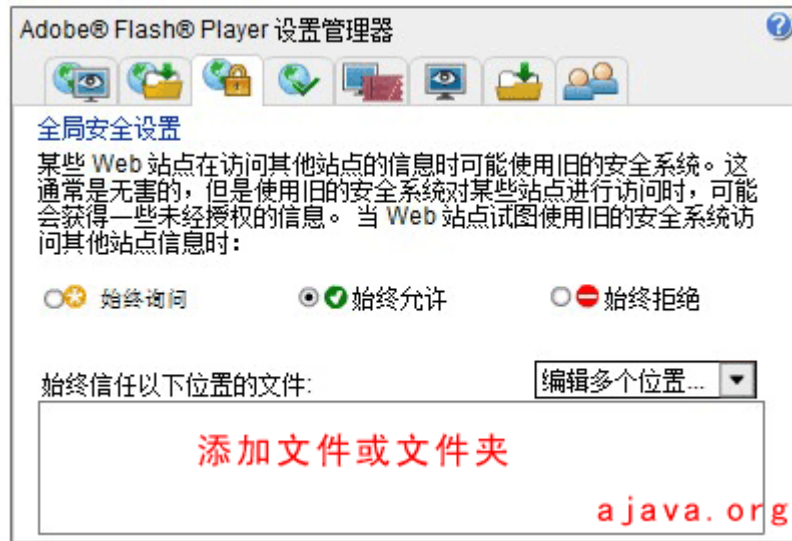 Adobe® Flash® Player 设置管理器
?
全局安全设置
某些 Web 站点在访问其他站点的信息时可能使用旧的安全系统。这
通常是无害的，但是使用旧的安全系统对某些站点进行访问时，可能
会获得一些未经授权的信息。 当 Web 站点试图使用旧的安全系统访
问其他站点信息时：
始终询问 始终允许 始终拒绝
始终信任以下位置的文件: 编辑多个位置...
添加文件或文件夹
ajava.org